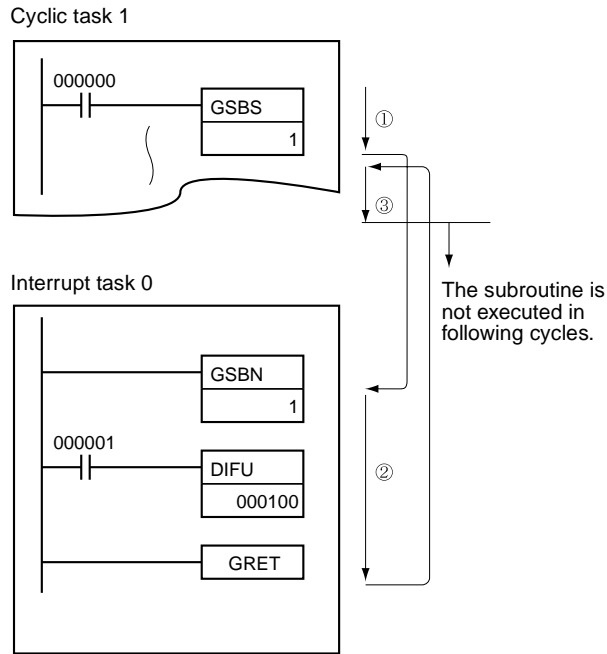 Cyclic task 1
000000
GSBS
1
①
③
The subroutine is
not executed in
following cycles.
Interrupt task 0
GSBN
1
000001
DIFU
000100
②
GRET